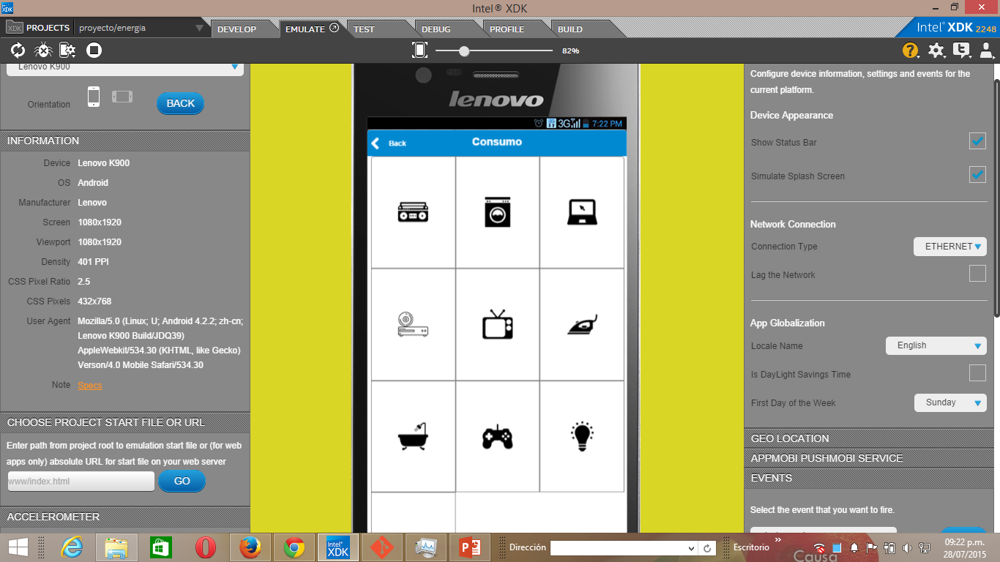 Intel® XDK
XDK PROJECTS proyecto/energia
DEVELOP
EMULATE
TEST
DEBUG
PROFILE
BUILD
Intel® XDK 2248
82%
Lenovo K900
Orientation
BACK
INFORMATION
Device Lenovo K900
OS Android
Manufacturer Lenovo
Screen 1080x1920
Viewport 1080x1920
Density 401 PPI
CSS Pixel Ratio 2.5
CSS Pixels 432x768
User Agent Mozilla/5.0 (Linux; U; Android 4.2.2; zh-cn;
Lenovo K900 Build/JDQ39)
AppleWebkit/534.30 (KHTML, like Gecko)
Verson/4.0 Mobile Safari/534.30
Note Specs
CHOOSE PROJECT START FILE OR URL
Enter path from project root to emulation start file or (for web
apps only) absolute URL for start file on your web server
www/index.html GO
ACCELEROMETER
lenovo
3G 7:22 PM
Back Consumo
Configure device information, settings and events for the
current platform.
Device Appearance
Show Status Bar
Simulate Splash Screen
Network Connection
Connection Type ETHERNET
Lag the Network
App Globalization
Locale Name English
Is DayLight Savings Time
First Day of the Week Sunday
GEO LOCATION
APPMOBI PUSHMOBI SERVICE
EVENTS
Select the event that you want to fire.
Intel® XDK
Dirección
Escritorio
Causa
09:22 p.m.
28/07/2015